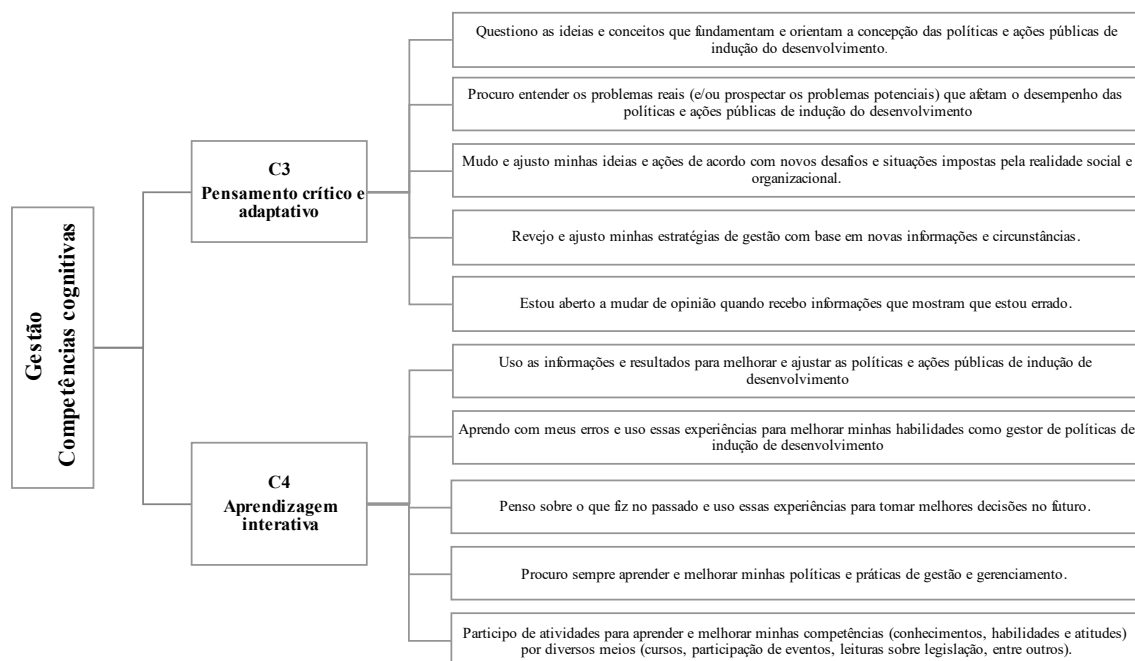 Gestão
Competências cognitivas
C3
Pensamento crítico e
adaptativo
Questiono as ideias e conceitos que fundamentam e orientam a concepção das políticas e ações públicas de
indução do desenvolvimento.
Procuro entender os problemas reais (e/ou prospectar os problemas potenciais) que afetam o desempenho das
políticas e ações públicas de indução do desenvolvimento
Mudo e ajusto minhas ideias e ações de acordo com novos desafios e situações impostas pela realidade social e
organizacional.
Revejo e ajusto minhas estratégias de gestão com base em novas informações e circunstâncias.
Estou aberto a mudar de opinião quando recebo informações que mostram que estou errado.
C4
Aprendizagem
interativa
Uso as informações e resultados para melhorar e ajustar as políticas e ações públicas de indução de
desenvolvimento
Aprendo com meus erros e uso essas experiências para melhorar minhas habilidades como gestor de políticas de
indução de desenvolvimento
Penso sobre o que fiz no passado e uso essas experiências para tomar melhores decisões no futuro.
Procuro sempre aprender e melhorar minhas políticas e práticas de gestão e gerenciamento.
Participo de atividades para aprender e melhorar minhas competências (conhecimentos, habilidades e atitudes)
por diversos meios (cursos, participação de eventos, leituras sobre legislação, entre outros).